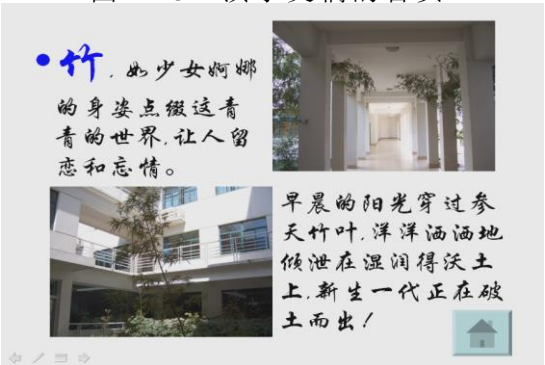 竹,如少女婀娜
的身姿点缀这青
青的世界,让人留
恋和忘情。
早晨的阳光穿过参
天竹叶,洋洋洒洒地
倾泄在湿润得沃土
上,新生一代正在破
土而出!